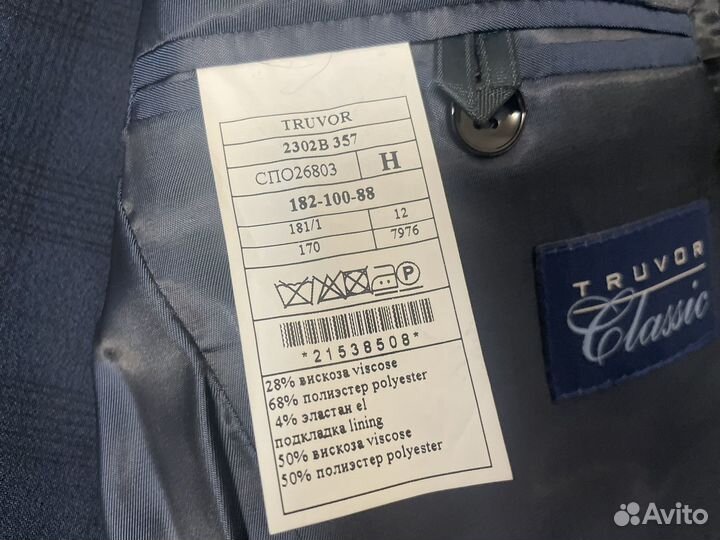 TRUVOR
2302В 357
СПО26803
Н
182-100-88
181/1
12
170
7976
P
*21538508*
28% вискоза viscose
68% полиэстер polyester
4% эластан el
подкладка lining
50% вискоза viscose
50% полиэстер polyester
TRUVOR
Classic
Avito